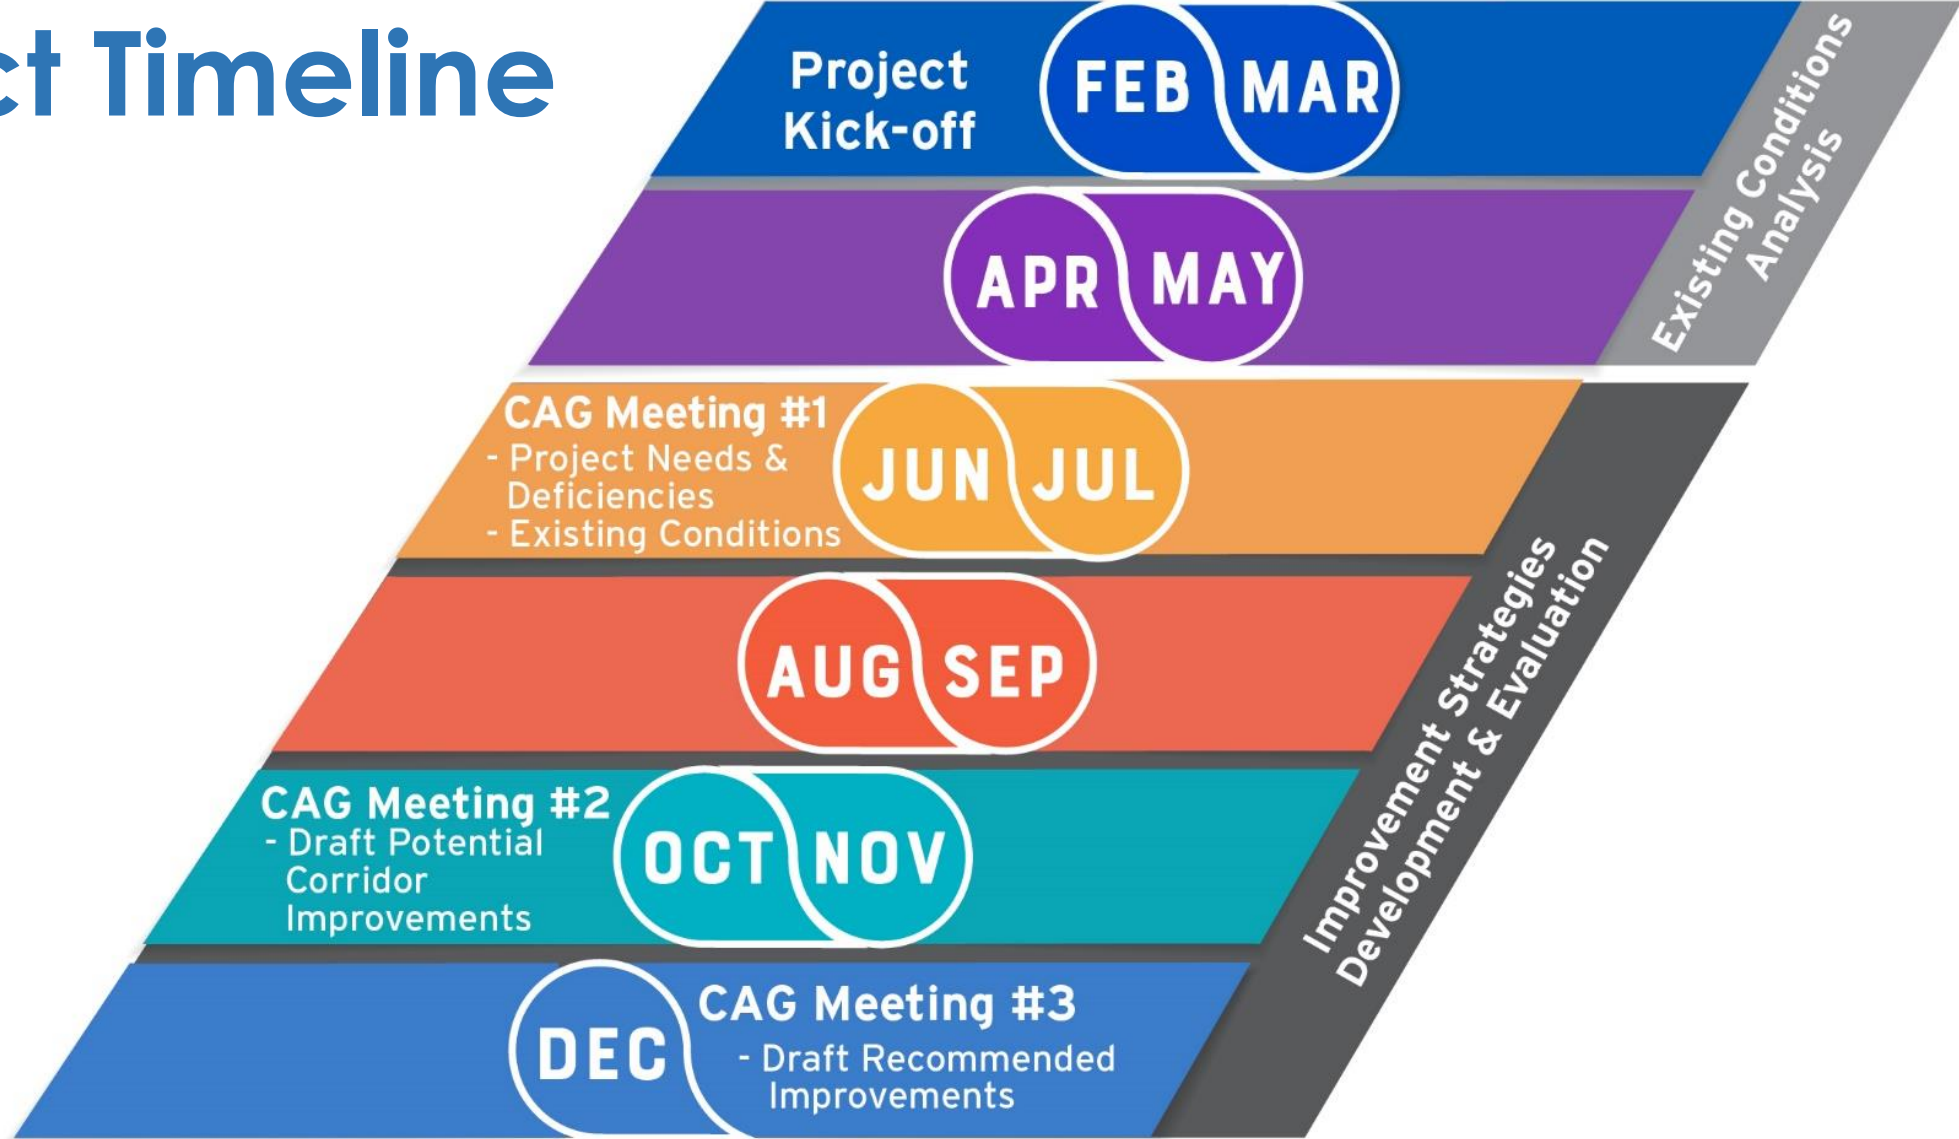 ct Timeline
Project
Kick-off
FEB MAR
Existing Conditions
Analysis
APR MAY
CAG Meeting #1
- Project Needs &
Deficiencies
- Existing Conditions
JUN JUL
AUG SEP
Improvement Strategies
Development & Evaluation
CAG Meeting #2
- Draft Potential
Corridor
Improvements
OCT NOV
DEC
CAG Meeting #3
- Draft Recommended
Improvements